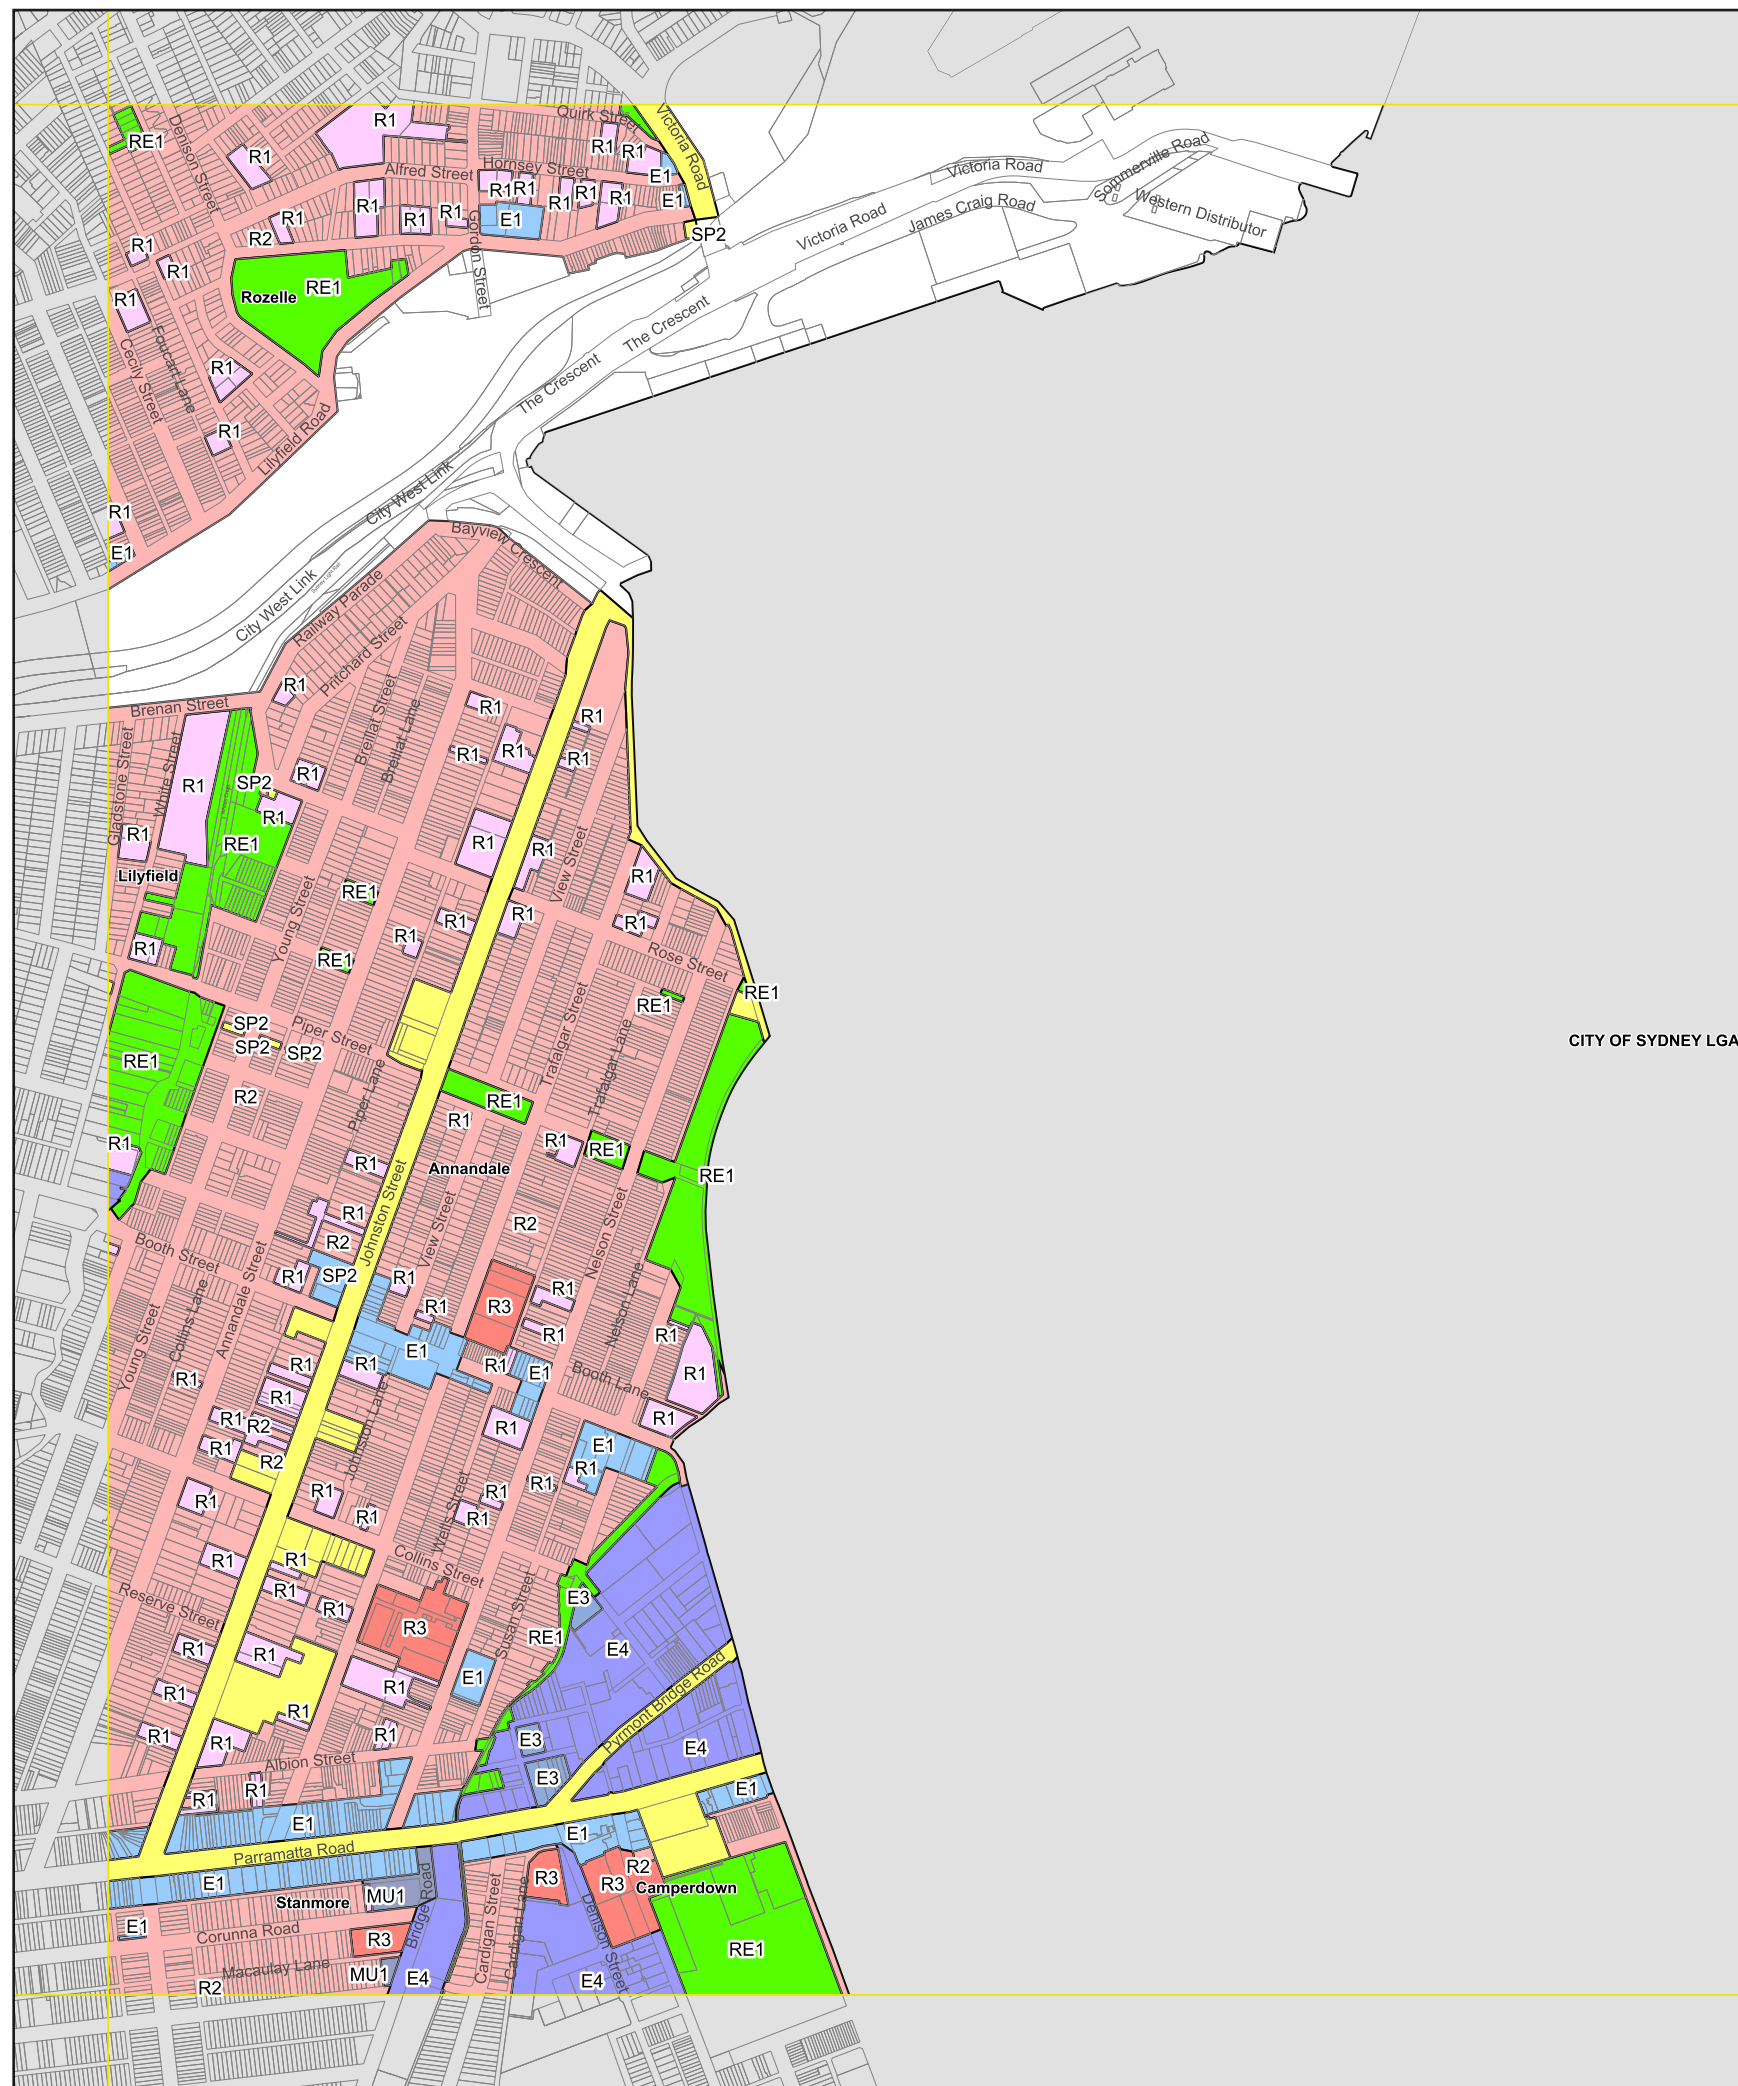 Quirk Street
Victoria Road
R1
RE1
Denison Street
R1
R1
R1
Hornsey Street
Alfred Street
E1
R1
R1
R1
R1
R1
E1
R1
R1
R1
R1
E1
R1
R2
Gordon Street
SP2
Victoria Road
Sommerville Road
Western Distributor
James Craig Road
Victoria Road
R1
R1
RE1
Rozelle
R1
The Crescent
Foucart Lane
Cecily Street
R1
The Crescent
R1
Lilyfield Road
City West Link
R1
E1
Bayview Crescent
City West Link
Sydney Light Rail
Railway Parade
Pritchard Street
R1
Brenan Street
R1
R1
Breillat Street
Breillat Lane
Gladstone Street
White Street
R1
R1
R1
R1
R1
SP2
R1
R1
R1
RE1
R1
R1
View Street
Lilyfield
R1
RE1
Young Street
R1
R1
R1
R1
R1
Rose Street
RE1
RE1
RE1
SP2
Piper Street
SP2
SP2
RE1
Trafalgar Street
Trafalgar Lane
R2
RE1
Piper Lane
R1
R1
R1
RE1
R1
Annandale
RE1
Johnston Street
R1
R2
View Street
R2
Nelson Street
Booth Street
R1
SP2
R1
R1
Annandale Street
Collins Lane
Young Street
R1
R3
R1
Nelson Lane
R1
E1
R1
R1
R1
E1
Booth Lane
R1
R1
R1
R1
R2
R1
R1
R1
E1
R2
Johnston Lane
R1
R1
R1
R1
R1
R1
R1
Wells Street
R1
R1
Collins Street
R1
R1
Reserve Street
R1
R3
Susan Street
E3
RE1
E4
R1
R1
E1
R1
R1
Pyrmont Bridge Road
R1
R1
R1
R1
E3
E4
Albion Street
E3
R1
R1
E1
E1
E1
Parramatta Road
E1
R2
R3
R3
Camperdown
MU1
Stanmore
Bridge Road
Cardigan Street
Cardigan Lane
Denison Street
E1
Corunna Road
R3
RE1
Macaulay Lane
MU1
E4
E4
R2
CITY OF SYDNEY LGA